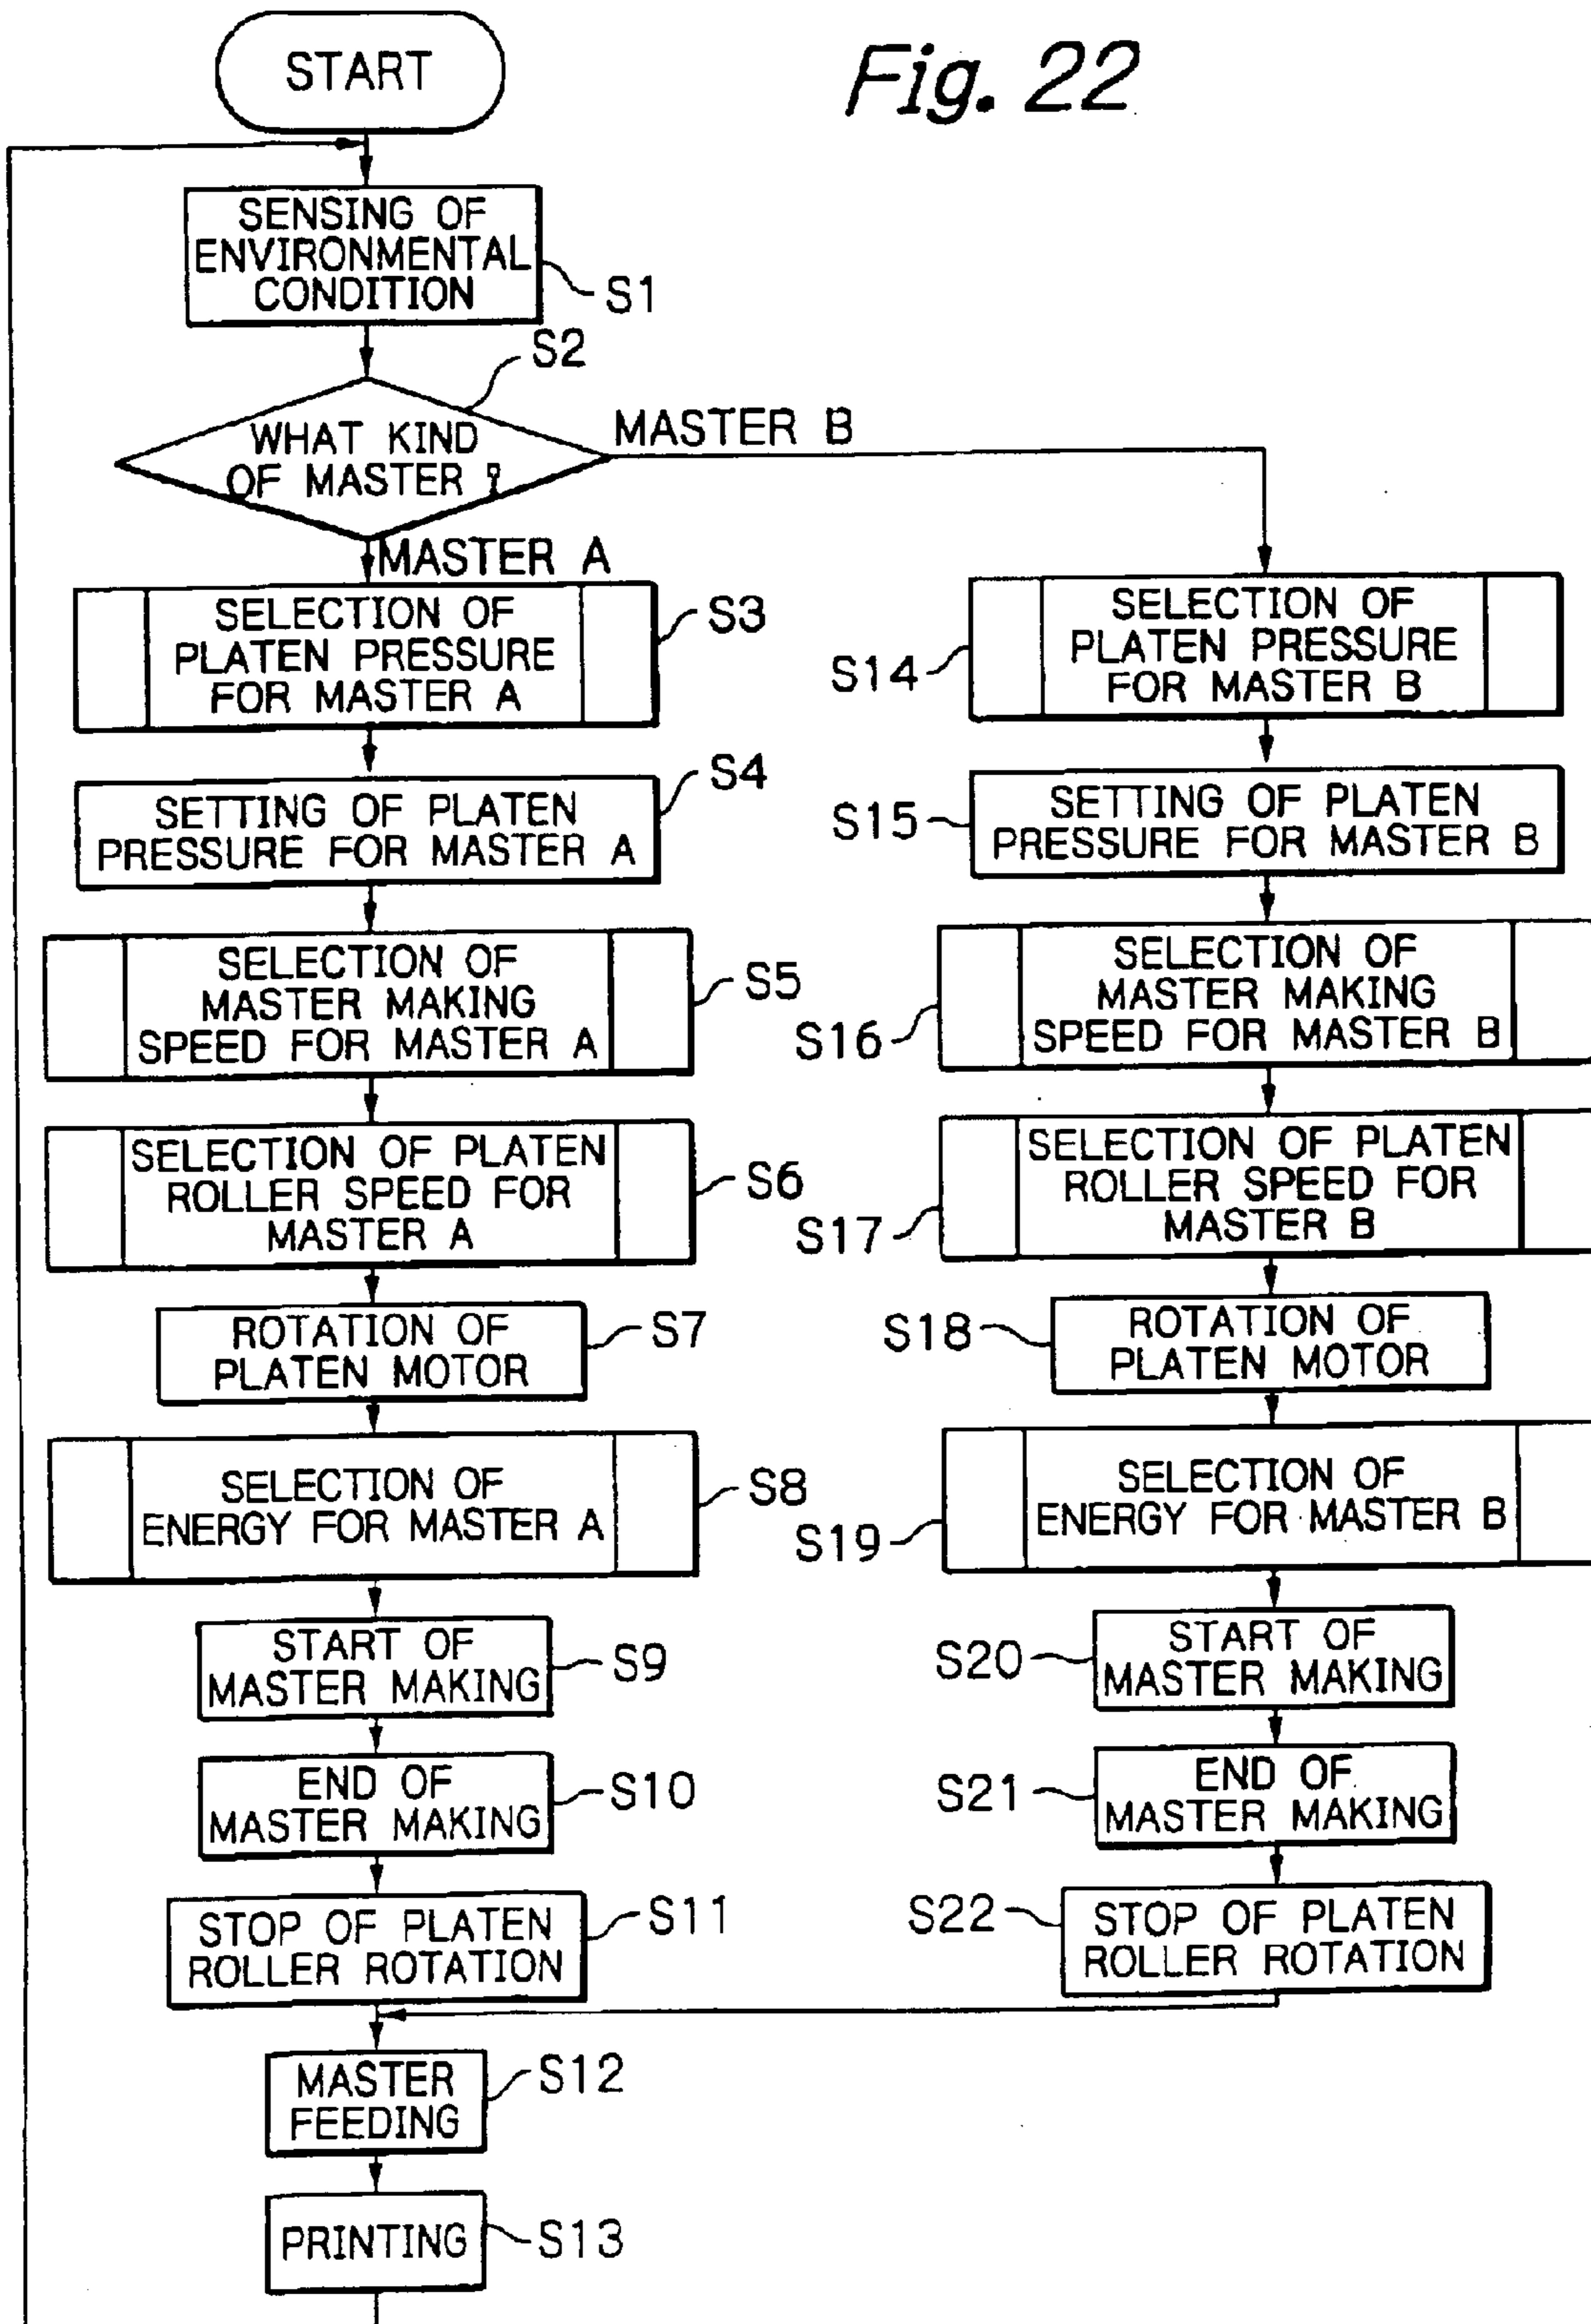 Fig. 22
START
SENSING OF
ENVIRONMENTAL
CONDITION
S1
S2
WHAT KIND
OF MASTER ?
MASTER B
MASTER A
SELECTION OF
PLATEN PRESSURE
FOR MASTER A
S3
SETTING OF PLATEN
PRESSURE FOR MASTER A
S4
SELECTION OF
MASTER MAKING
SPEED FOR MASTER A
S5
SELECTION OF PLATEN
ROLLER SPEED FOR
MASTER A
S6
ROTATION OF
PLATEN MOTOR
S7
SELECTION OF
ENERGY FOR MASTER A
S8
START OF
MASTER MAKING
S9
END OF
MASTER MAKING
S10
STOP OF PLATEN
ROLLER ROTATION
S11
MASTER
FEEDING
S12
PRINTING
S13
SELECTION OF
PLATEN PRESSURE
FOR MASTER B
S14
SETTING OF PLATEN
PRESSURE FOR MASTER B
S15
SELECTION OF
MASTER MAKING
SPEED FOR MASTER B
S16
SELECTION OF PLATEN
ROLLER SPEED FOR
MASTER B
S17
ROTATION OF
PLATEN MOTOR
S18
SELECTION OF
ENERGY FOR MASTER B
S19
START OF
MASTER MAKING
S20
END OF
MASTER MAKING
S21
STOP OF PLATEN
ROLLER ROTATION
S22